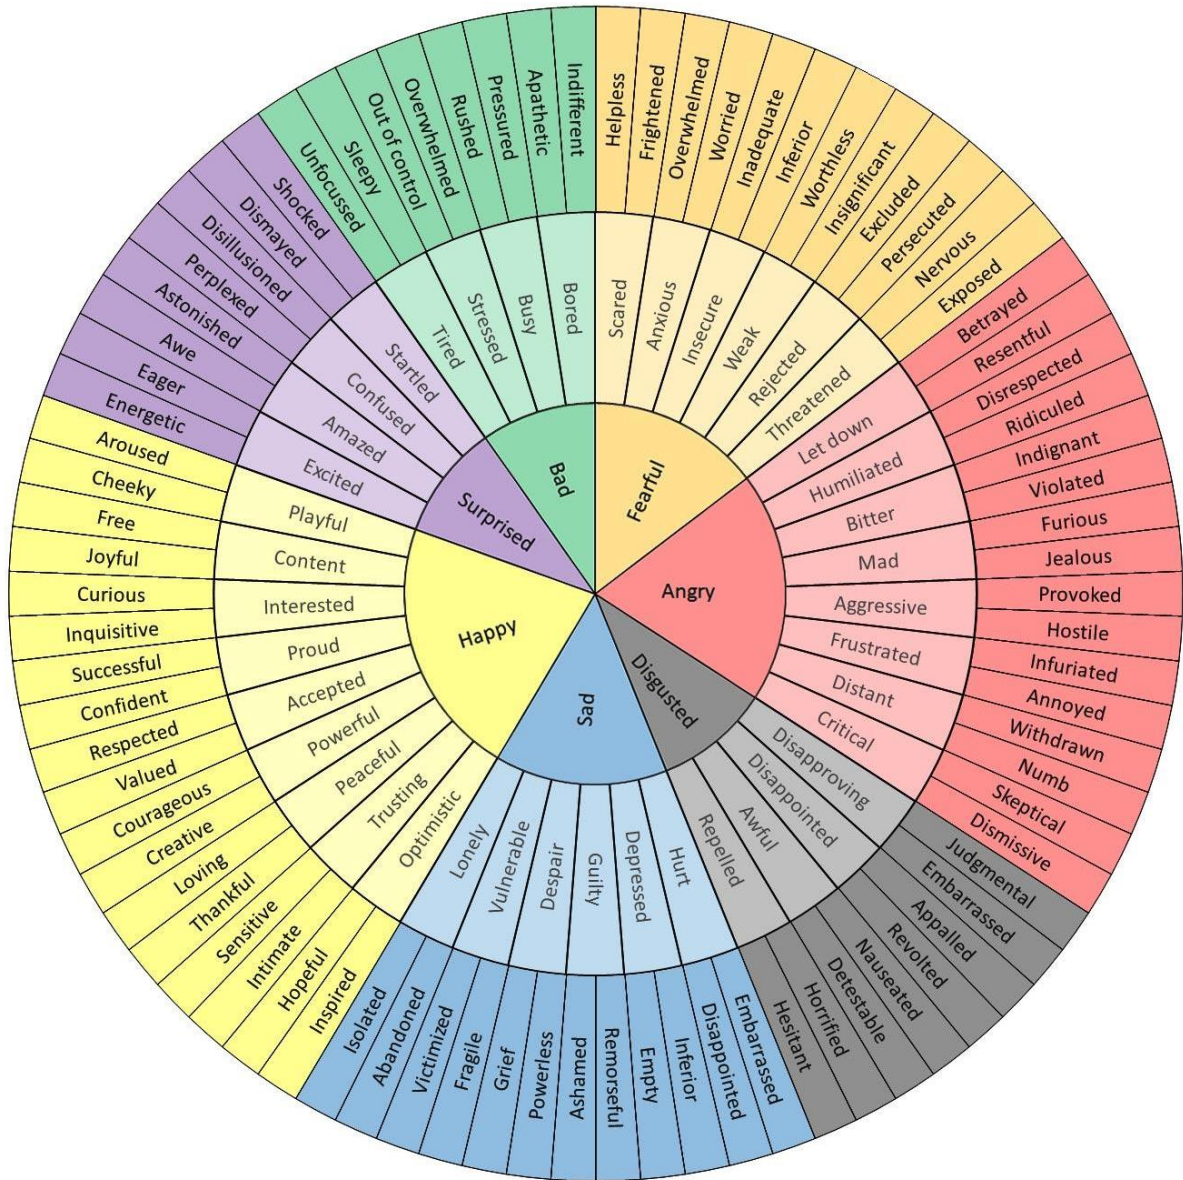 Fearful
Angry
Disgusted
Sad
Happy
Surprised
Bad
Scared
Anxious
Insecure
Weak
Rejected
Threatened
Let down
Humiliated
Bitter
Mad
Aggressive
Frustrated
Distant
Critical
Disapproving
Disappointed
Awful
Repelled
Hurt
Depressed
Guilty
Despair
Vulnerable
Lonely
Optimistic
Trusting
Peaceful
Powerful
Accepted
Proud
Interested
Content
Playful
Excited
Amazed
Confused
Startled
Tired
Stressed
Busy
Bored
Helpless
Frightened
Overwhelmed
Worried
Inadequate
Inferior
Worthless
Insignificant
Excluded
Persecuted
Nervous
Exposed
Betrayed
Resentful
Disrespected
Ridiculed
Indignant
Violated
Furious
Jealous
Provoked
Hostile
Infuriated
Annoyed
Withdrawn
Numb
Skeptical
Dismissive
Judgmental
Embarrassed
Appalled
Revolted
Nauseated
Detestable
Horrified
Hesitant
Embarrassed
Disappointed
Inferior
Empty
Remorseful
Ashamed
Powerless
Grief
Fragile
Victimized
Abandoned
Isolated
Inspired
Hopeful
Intimate
Sensitive
Thankful
Loving
Creative
Courageous
Valued
Respected
Confident
Successful
Inquisitive
Curious
Joyful
Free
Cheeky
Aroused
Energetic
Eager
Awe
Astonished
Perplexed
Disillusioned
Dismayed
Shocked
Unfocussed
Sleepy
Out of control
Overwhelmed
Rushed
Pressured
Apathetic
Indifferent